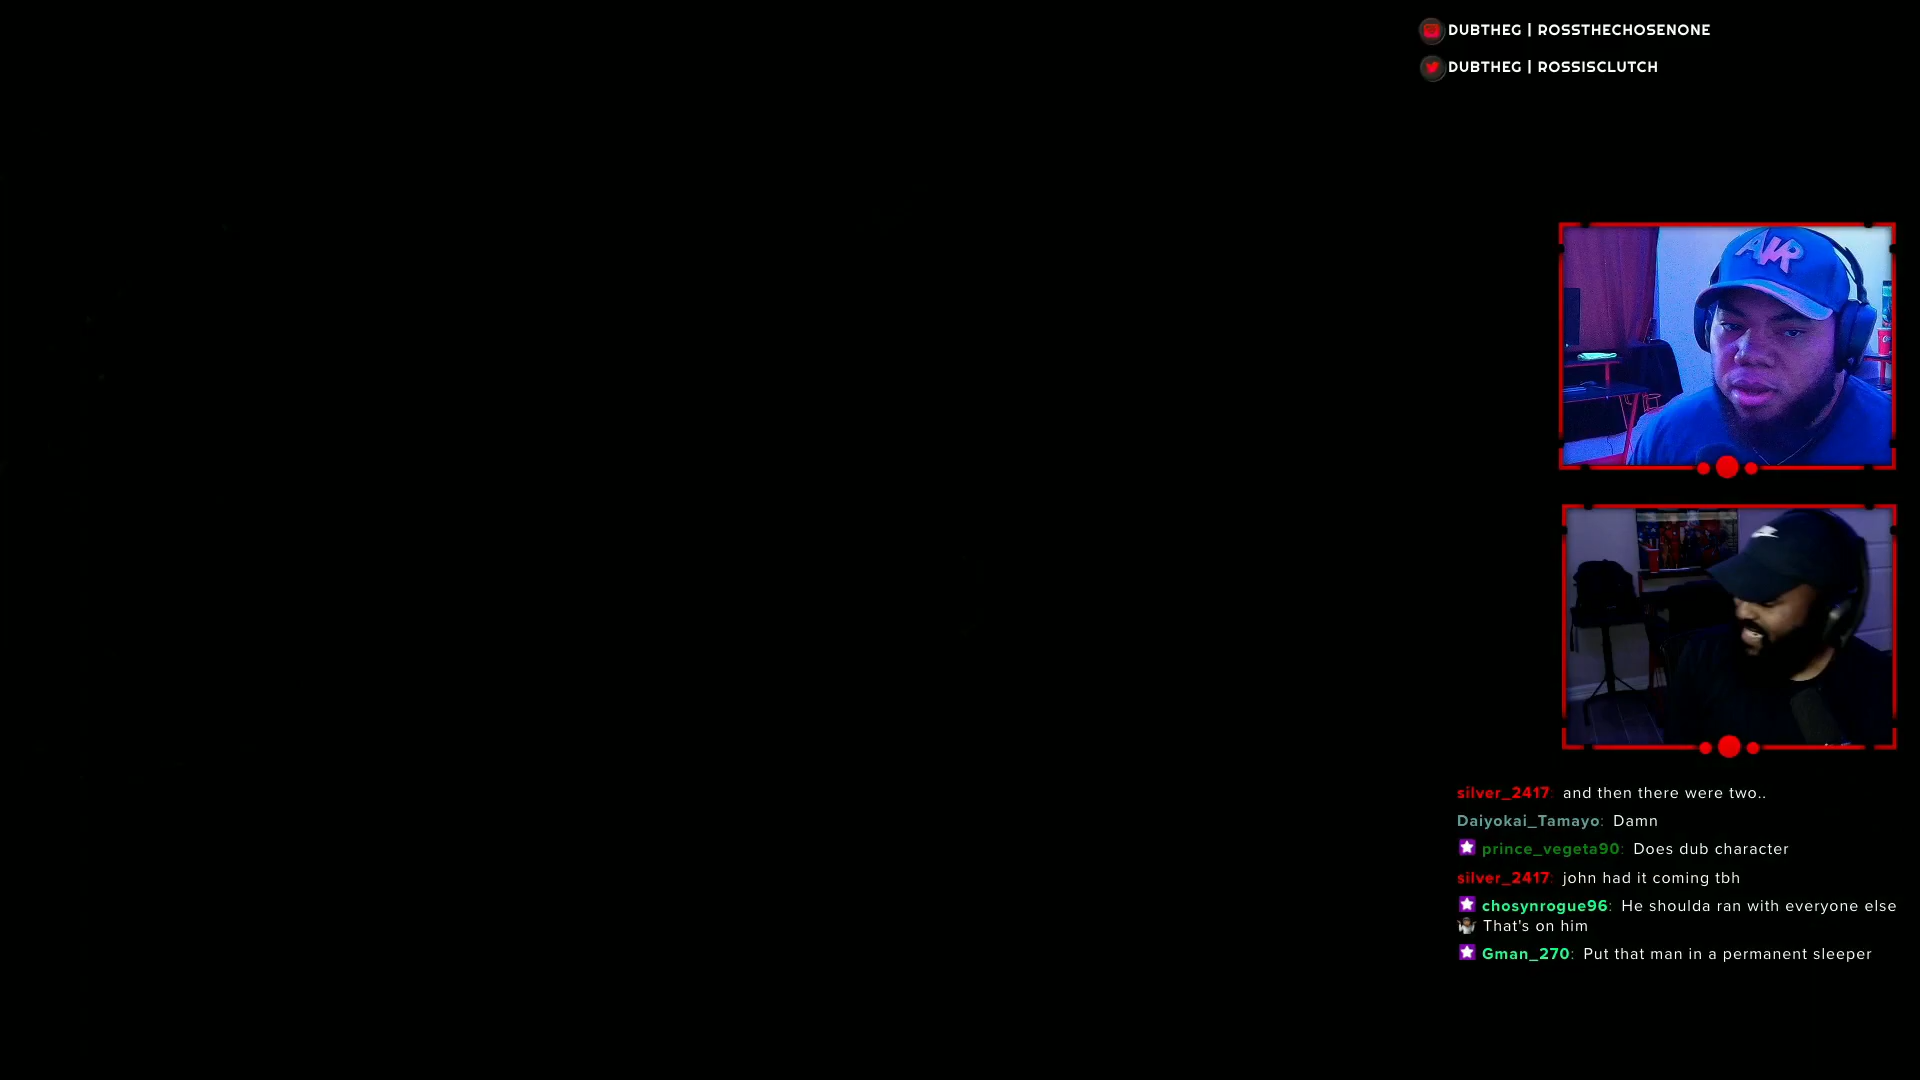 DUBTHEG | ROSSTHECHOSENONE
DUBTHEG | ROSSISCLUTCH
AIR
silver_2417: and then there were two..
Daiyokai_Tamayo: Damn
prince_vegeta90: Does dub character
silver_2417: john had it coming tbh
chosynrogue96: He shoulda ran with everyone else
That's on him
Gman_270: Put that man in a permanent sleeper